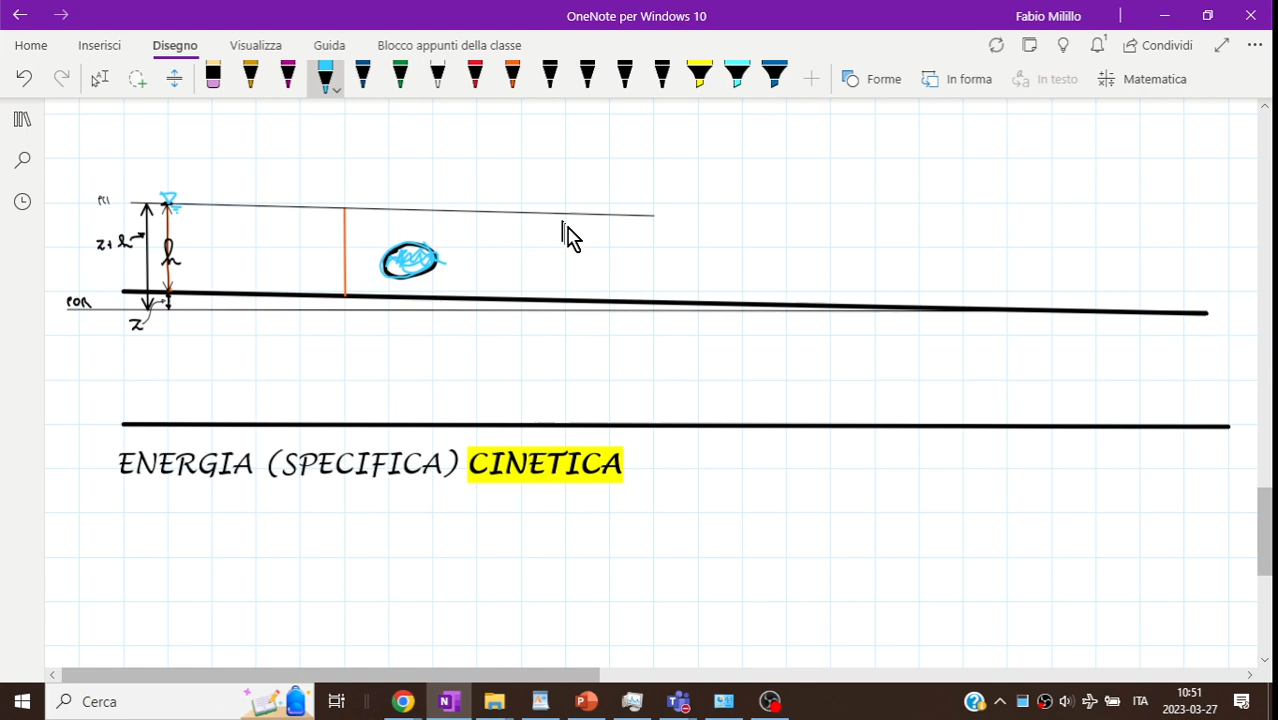 OneNote per Windows 10
Fabio Milillo
Home Inserisci Disegno Visualizza Guida Blocco appunti della classe
Condividi
Forme In forma In testo Matematica
z+h
h
POR
z
ENERGIA (SPECIFICA) CINETICA
Cerca
ITA
10:51
2023-03-27